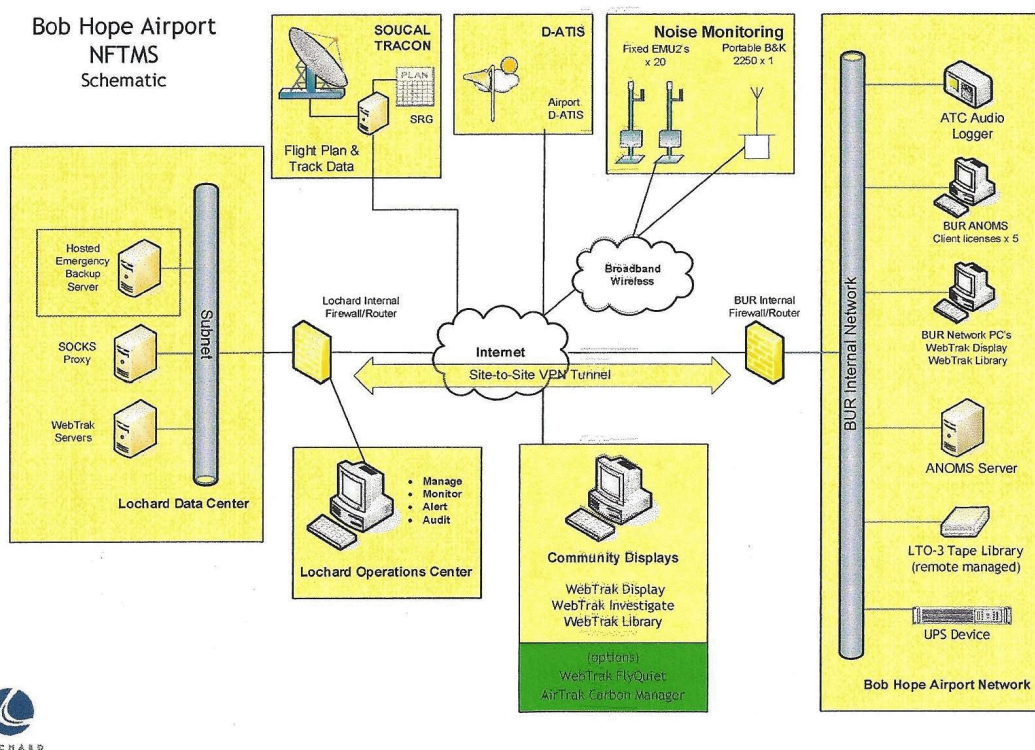 Bob Hope Airport
NFTMS
Schematic
SOUCAL
TRACON
PLAN
SRG
Flight Plan &
Track Data
D-ATIS
Airport
D-ATIS
Noise Monitoring
Fixed EMU2's
x 20
Portable B&K
2250 x 1
Broadband
Wireless
Hosted
Emergency
Backup
Server
SOCKS
Proxy
WebTrak
Servers
Subnet
Lochard Data Center
Lochard Internal
Firewall/Router
Internet
Site-to-Site VPN Tunnel
BUR Internal
Firewall/Router
Manage
Monitor
Alert
Audit
Lochard Operations Center
Community Displays
WebTrak Display
WebTrak Investigate
WebTrak Library
(options)
WebTrak FlyQuiet
AirTrak Carbon Manager
BUR Internal Network
ATC Audio
Logger
BUR ANOMS
Client licenses x 5
BUR Network PC's
WebTrak Display
WebTrak Library
ANOMS Server
LTO-3 Tape Library
(remote managed)
UPS Device
Bob Hope Airport Network